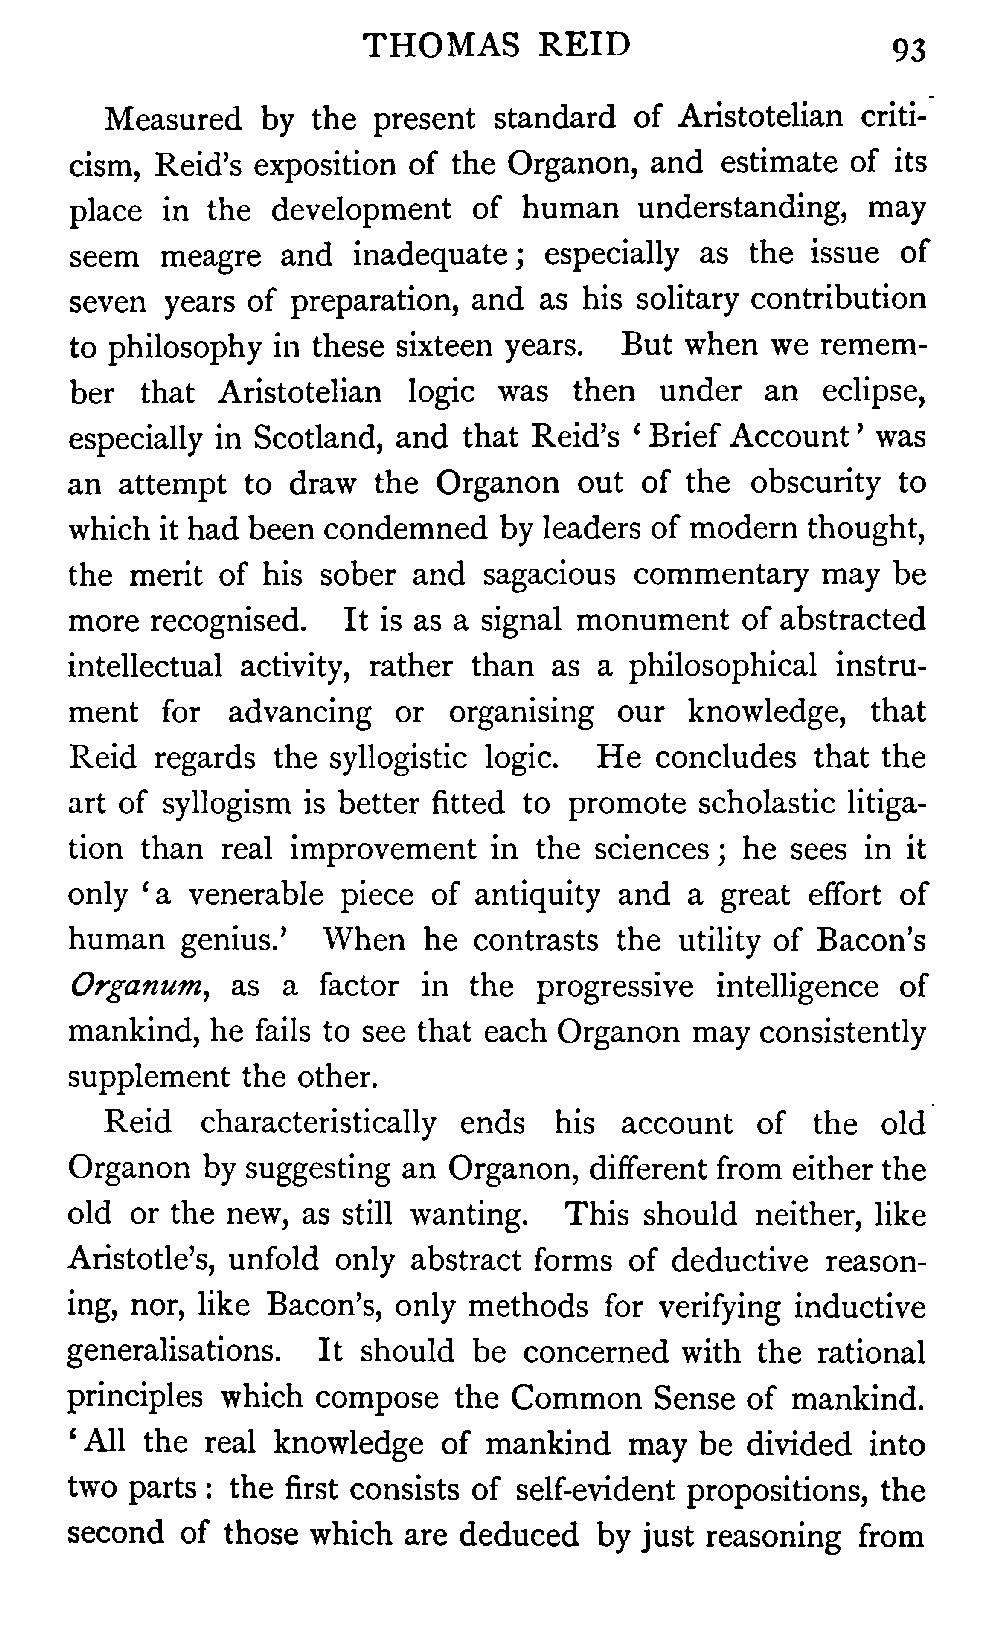 THOMAS REID 93
Measured by the present standard of Aristotelian criti-
cism, Reid's exposition of the Organon, and estimate of its
place in the development of human understanding, may
seem meagre and inadequate; especially as the issue of
seven years of preparation, and as his solitary contribution
to philosophy in these sixteen years. But when we remem-
ber that Aristotelian logic was then under an eclipse,
especially in Scotland, and that Reid's ‘Brief Account’ was
an attempt to draw the Organon out of the obscurity to
which it had been condemned by leaders of modern thought,
the merit of his sober and sagacious commentary may be
more recognised. It is as a signal monument of abstracted
intellectual activity, rather than as a philosophical instru-
ment for advancing or organising our knowledge, that
Reid regards the syllogistic logic. He concludes that the
art of syllogism is better fitted to promote scholastic litiga-
tion than real improvement in the sciences; he sees in it
only ‘a venerable piece of antiquity and a great effort of
human genius.’ When he contrasts the utility of Bacon's
Organum, as a factor in the progressive intelligence of
mankind, he fails to see that each Organon may consistently
supplement the other.
Reid characteristically ends his account of the old
Organon by suggesting an Organon, different from either the
old or the new, as still wanting. This should neither, like
Aristotle's, unfold only abstract forms of deductive reason-
ing, nor, like Bacon's, only methods for verifying inductive
generalisations. It should be concerned with the rational
principles which compose the Common Sense of mankind.
‘All the real knowledge of mankind may be divided into
two parts: the first consists of self-evident propositions, the
second of those which are deduced by just reasoning from